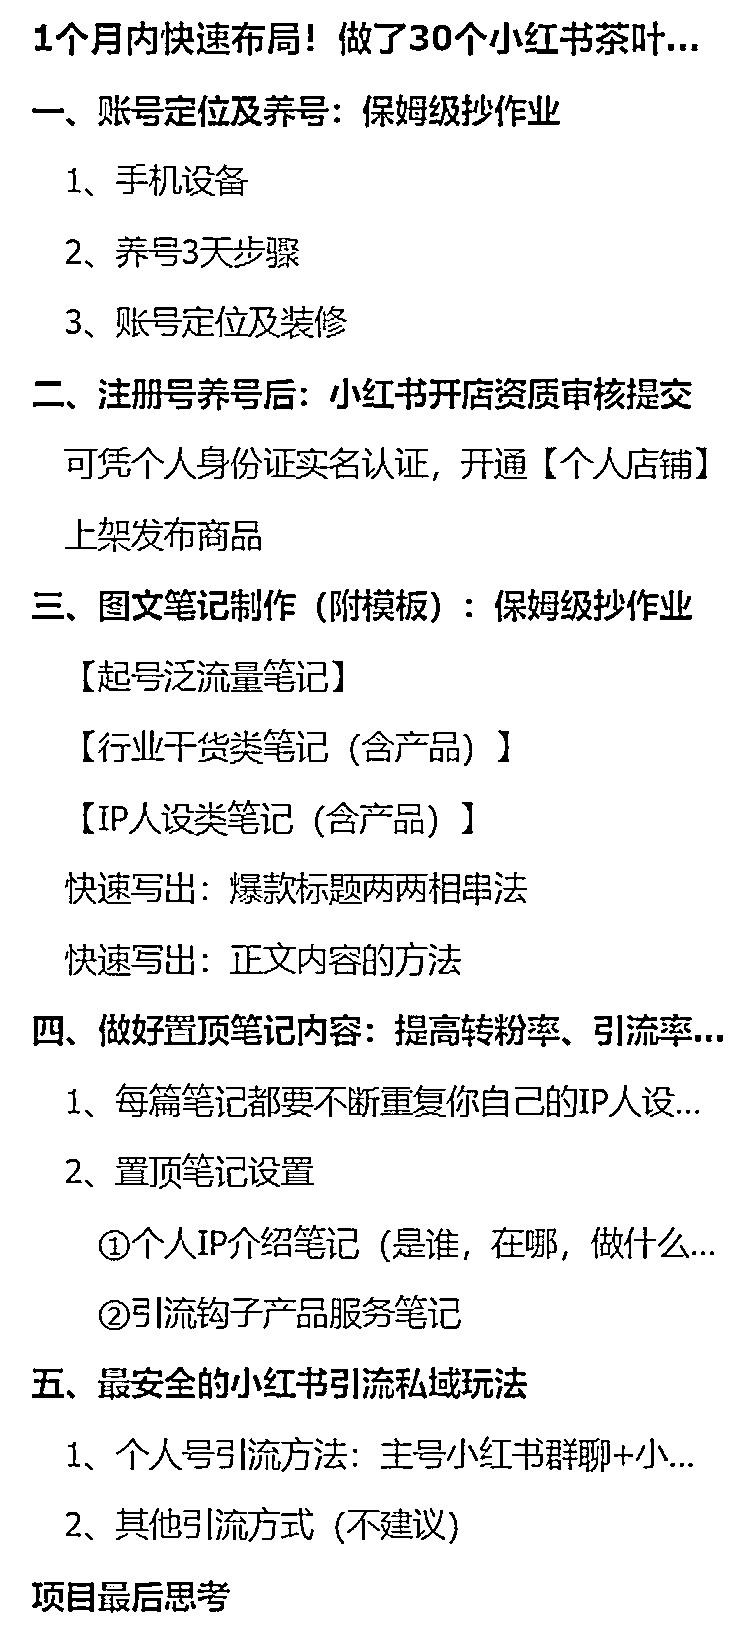 1个月内快速布局！做了30个小红书茶叶...
一、账号定位及养号：保姆级抄作业
1、手机设备
2、养号3天步骤
3、账号定位及装修
二、注册号养号后：小红书开店资质审核提交
可凭个人身份证实名认证，开通【个人店铺】
上架发布商品
三、图文笔记制作（附模板）：保姆级抄作业
【起号泛流量笔记】
【行业干货类笔记（含产品）】
【IP人设类笔记（含产品）】
快速写出：爆款标题两两相串法
快速写出：正文内容的方法
四、做好置顶笔记内容：提高转粉率、引流率...
1、每篇笔记都要不断重复你自己的IP人设...
2、置顶笔记设置
①个人IP介绍笔记（是谁，在哪，做什么...
②引流钩子产品服务笔记
五、最安全的小红书引流私域玩法
1、个人号引流方法：主号小红书群聊+小...
2、其他引流方式（不建议）
项目最后思考